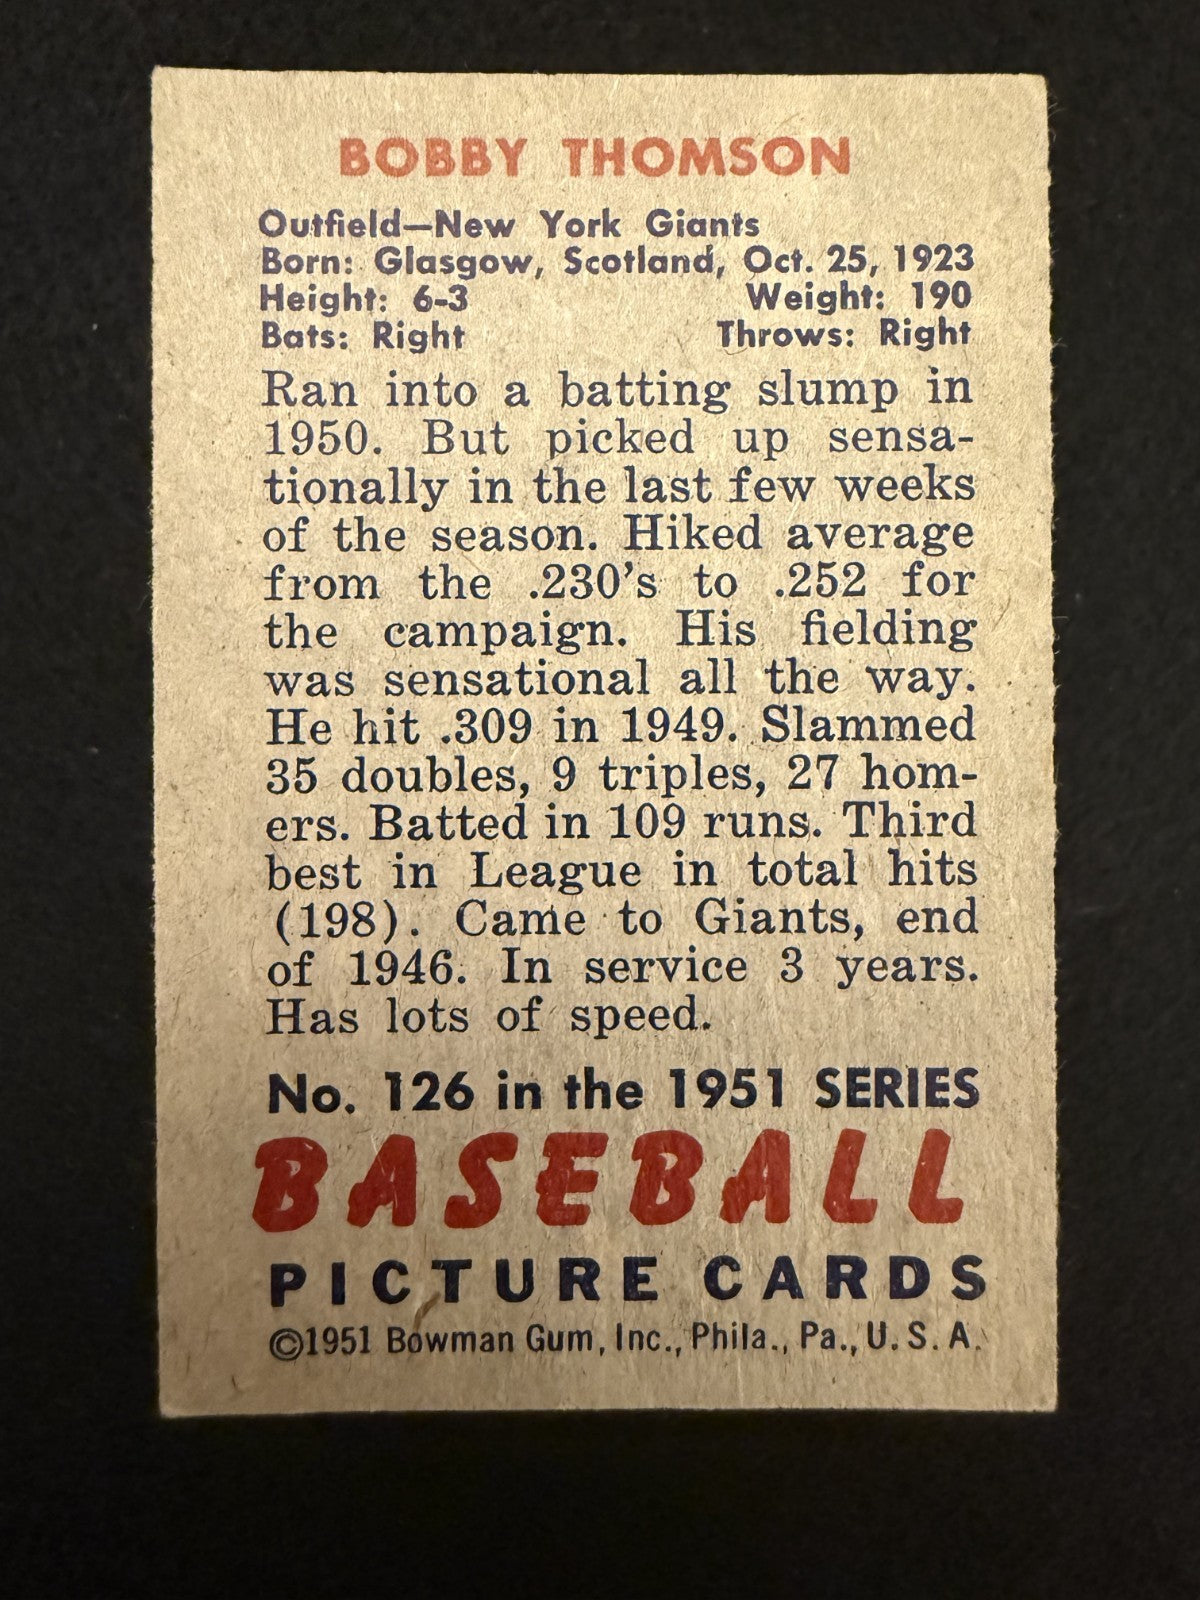 BOBBY THOMSON
Outfield—New York Giants
Born: Glasgow, Scotland, Oct. 25, 1923
Height: 6-3 Weight: 190
Bats: Right Throws: Right
Ran into a batting slump in
1950. But picked up sensa-
tionally in the last few weeks
of the season. Hiked average
from the .230's to .252 for
the campaign. His fielding
was sensational all the way.
He hit .309 in 1949. Slammed
35 doubles, 9 triples, 27 hom-
ers. Batted in 109 runs. Third
best in League in total hits
(198). Came to Giants, end
of 1946. In service 3 years.
Has lots of speed.
No. 126 in the 1951 SERIES
BASEBALL
PICTURE CARDS
©1951 Bowman Gum, Inc., Phila., Pa., U. S. A.